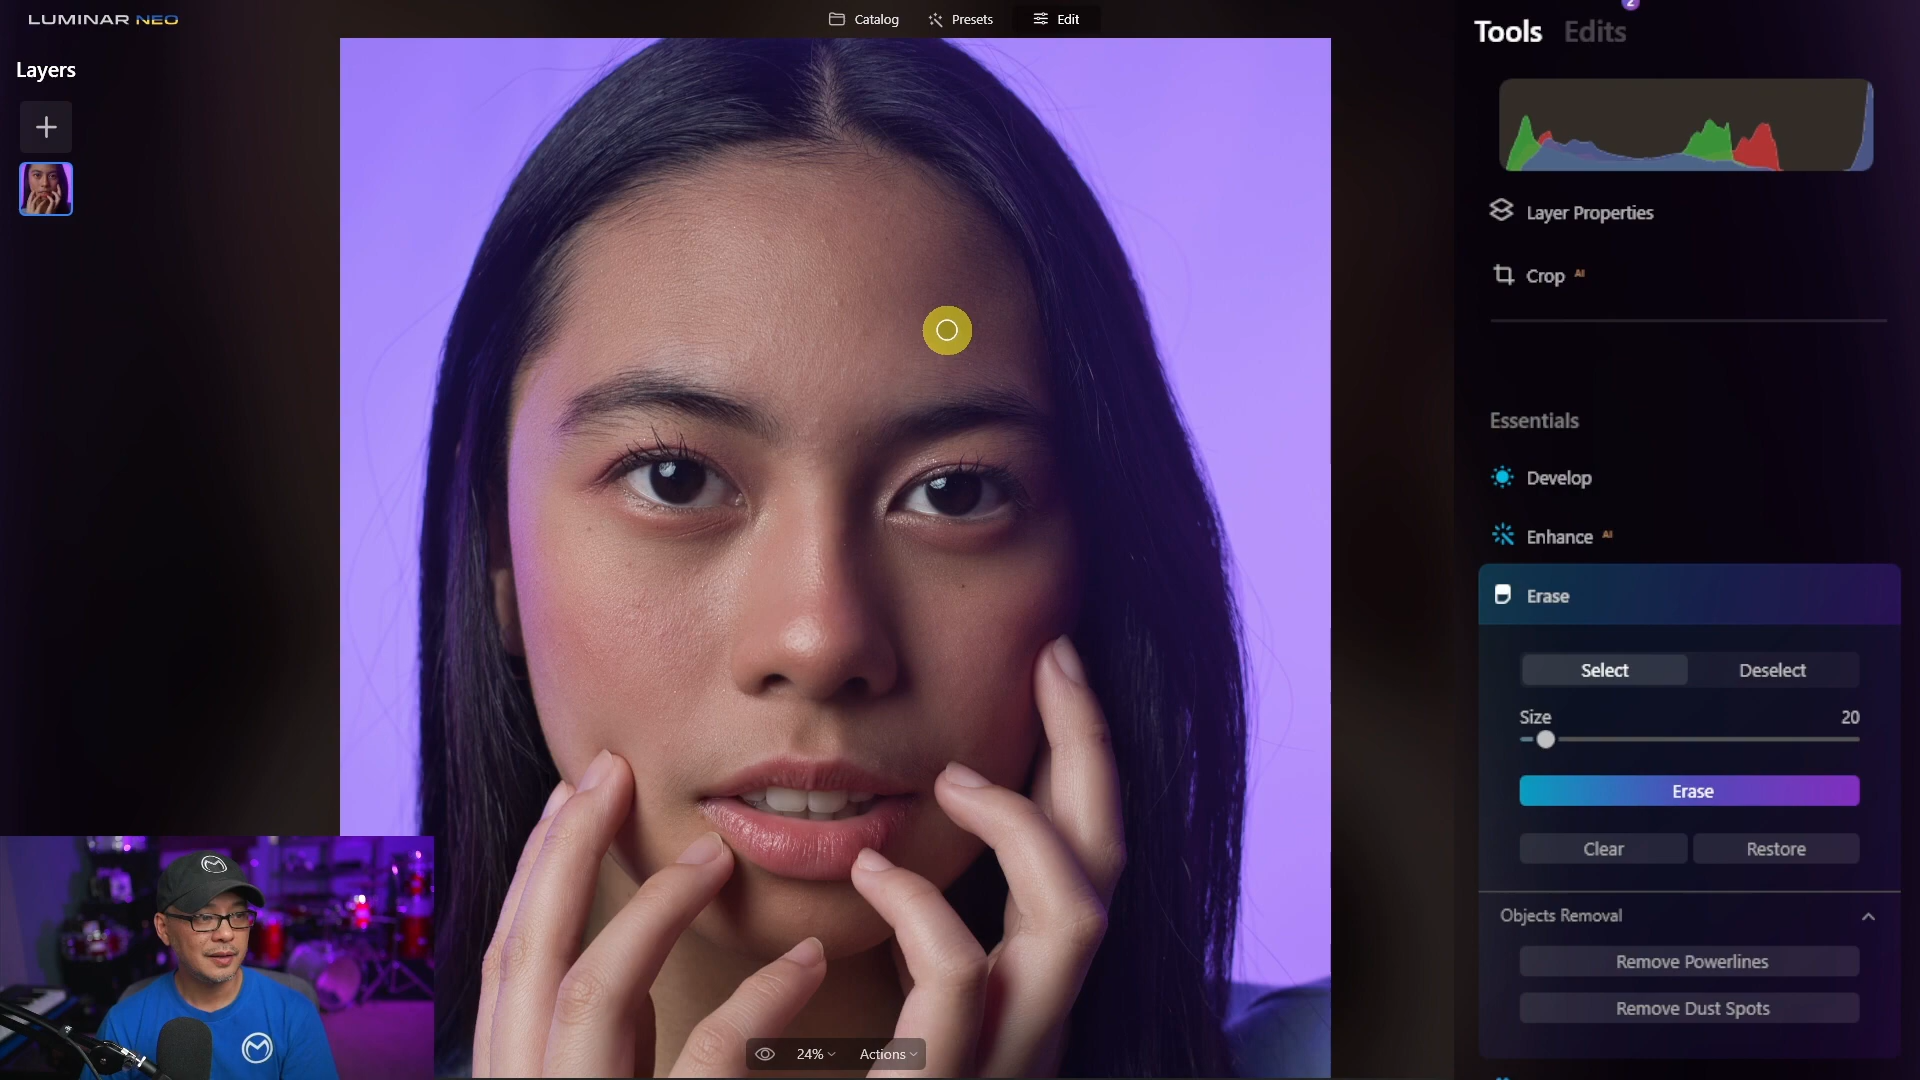 LUMINAR NEO
Catalog
Presets
Edit
Tools
Edits
2
Layers
Layer Properties
Crop AI
Essentials
Develop
Enhance AI
Erase
Select
Deselect
Size
20
Erase
Clear
Restore
Objects Removal
Remove Powerlines
Remove Dust Spots
24%
Actions